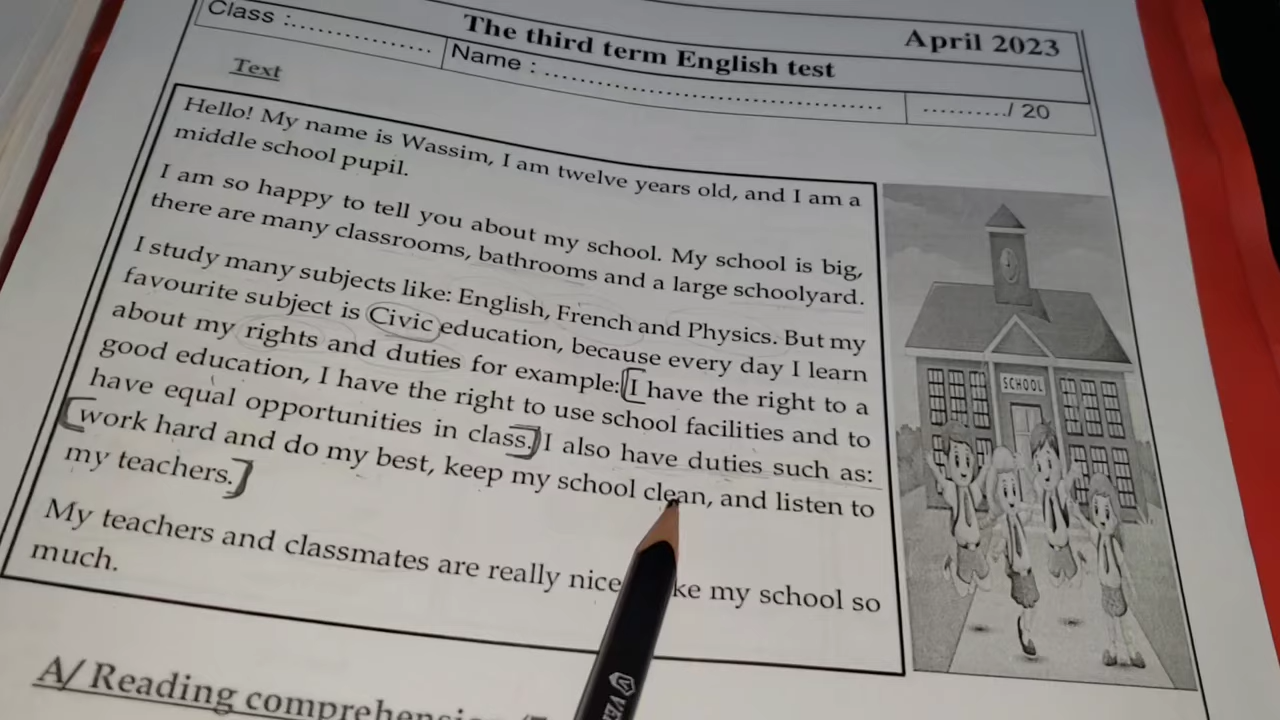 Class :................
The third term English test
April 2023
Name : ................................................
........../ 20
Text
Hello! My name is Wassim, I am twelve years old, and I am a
middle school pupil.
I am so happy to tell you about my school. My school is big,
there are many classrooms, bathrooms and a large schoolyard.
I study many subjects like: English, French and Physics. But my
favourite subject is Civic education, because every day I learn
about my rights and duties for example: I have the right to a
good education, I have the right to use school facilities and to
have equal opportunities in class. I also have duties such as:
work hard and do my best, keep my school clean, and listen to
my teachers.
My teachers and classmates are really nice my school so
much.
SCHOOL
A/ Reading comprehension